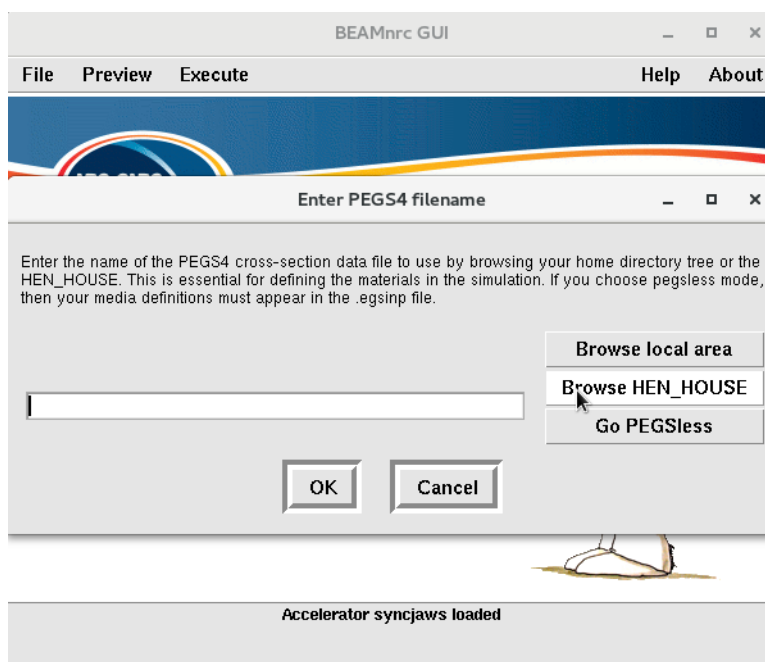 BEAMnrc GUI
File Preview Execute Help About
Enter PEGS4 filename
Enter the name of the PEGS4 cross-section data file to use by browsing your home directory tree or the
HEN_HOUSE. This is essential for defining the materials in the simulation. If you choose pegsless mode,
then your media definitions must appear in the .egsinp file.
Browse local area
Browse HEN_HOUSE
Go PEGSless
OK Cancel
Accelerator syncjaws loaded